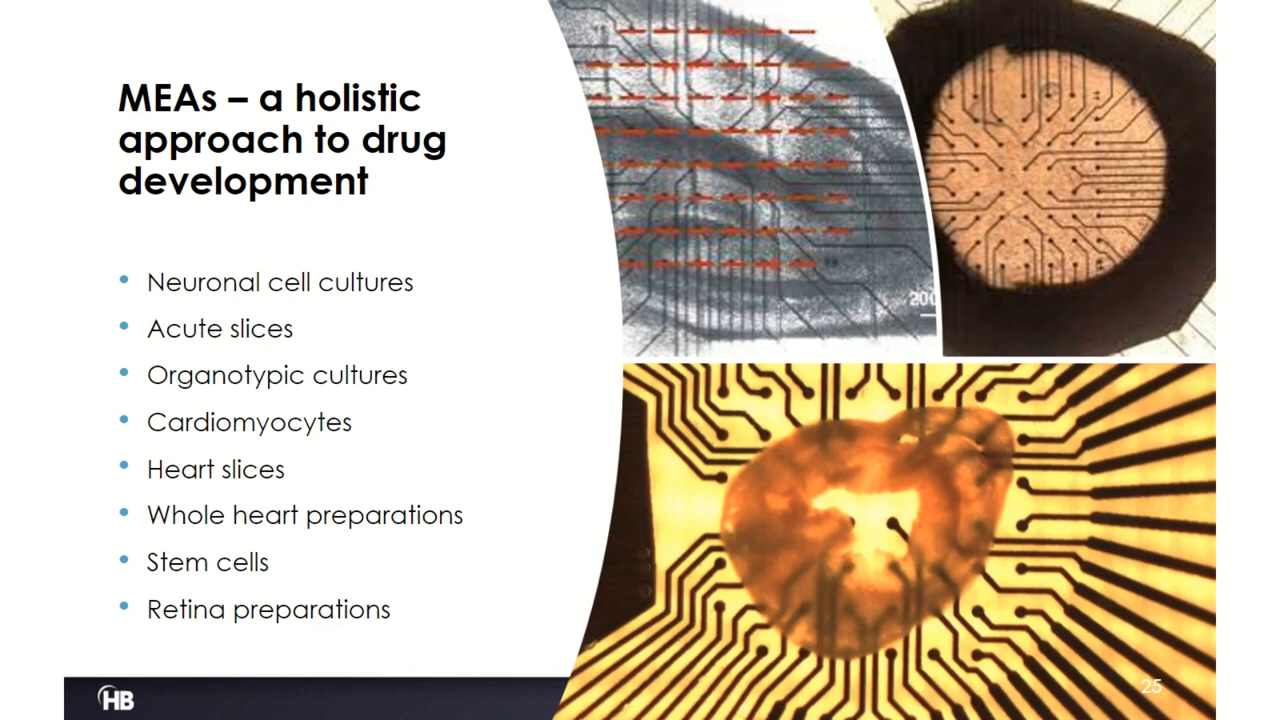 MEAs – a holistic
approach to drug
development
• Neuronal cell cultures
• Acute slices
• Organotypic cultures
• Cardiomyocytes
• Heart slices
• Whole heart preparations
• Stem cells
• Retina preparations
200
HB
25